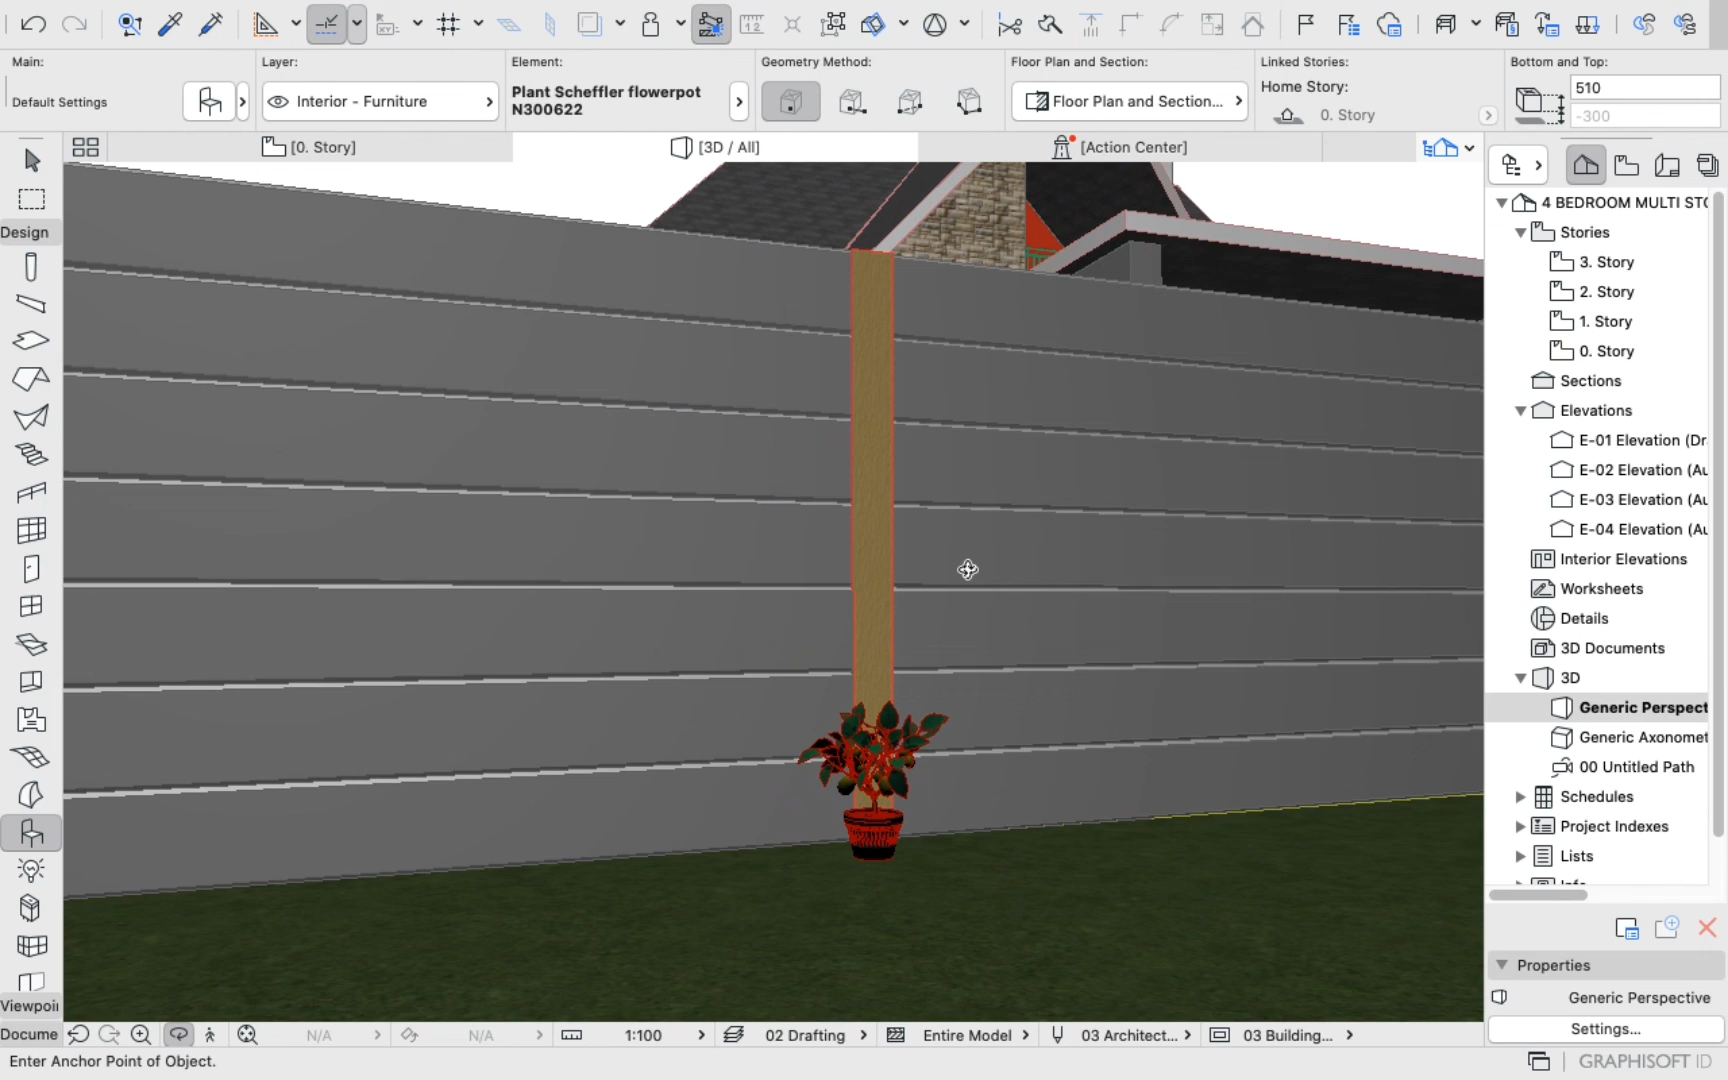 Main:
Default Settings
Layer:
Interior - Furniture
Element:
Plant Scheffler flowerpot
N300622
Geometry Method:
Floor Plan and Section:
Floor Plan and Section...
Linked Stories:
Home Story:
0. Story
Bottom and Top:
510
-300
[0. Story]
[3D / All]
[Action Center]
Design
4 BEDROOM MULTI STO
Stories
3. Story
2. Story
1. Story
0. Story
Sections
Elevations
E-01 Elevation (Dr
E-02 Elevation (Au
E-03 Elevation (Au
E-04 Elevation (Au
Interior Elevations
Worksheets
Details
3D Documents
3D
Generic Perspect
Generic Axonomet
00 Untitled Path
Schedules
Project Indexes
Lists
Properties
Generic Perspective
Settings...
Viewpoi
Docume
N/A
N/A
1:100
02 Drafting
Entire Model
03 Architect...
03 Building...
Enter Anchor Point of Object.
GRAPHISOFT ID